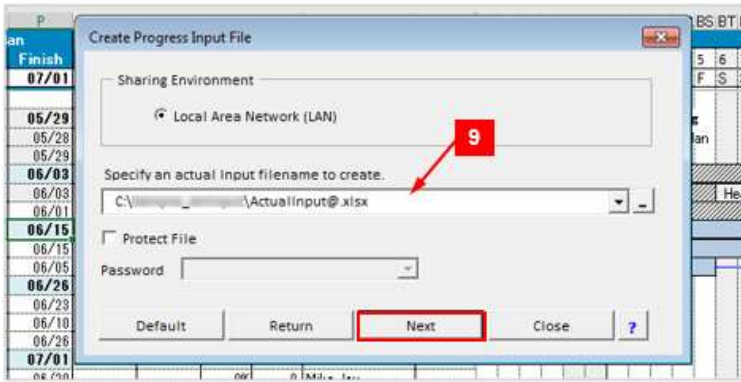 P
BS BT
an
Create Progress Input File
Finish
5 6
07/01
F S
Sharing Environment
05/29
Local Area Network (LAN)
05/28
lan
9
05/29
06/03
Specify an actual Input filename to create.
06/03
C:\ \ActualInput@.xlsx
He
06/01
06/15
Protect File
06/15
06/05
Password
06/26
06/23
06/10
Default Return Next Close ?
06/26
07/01